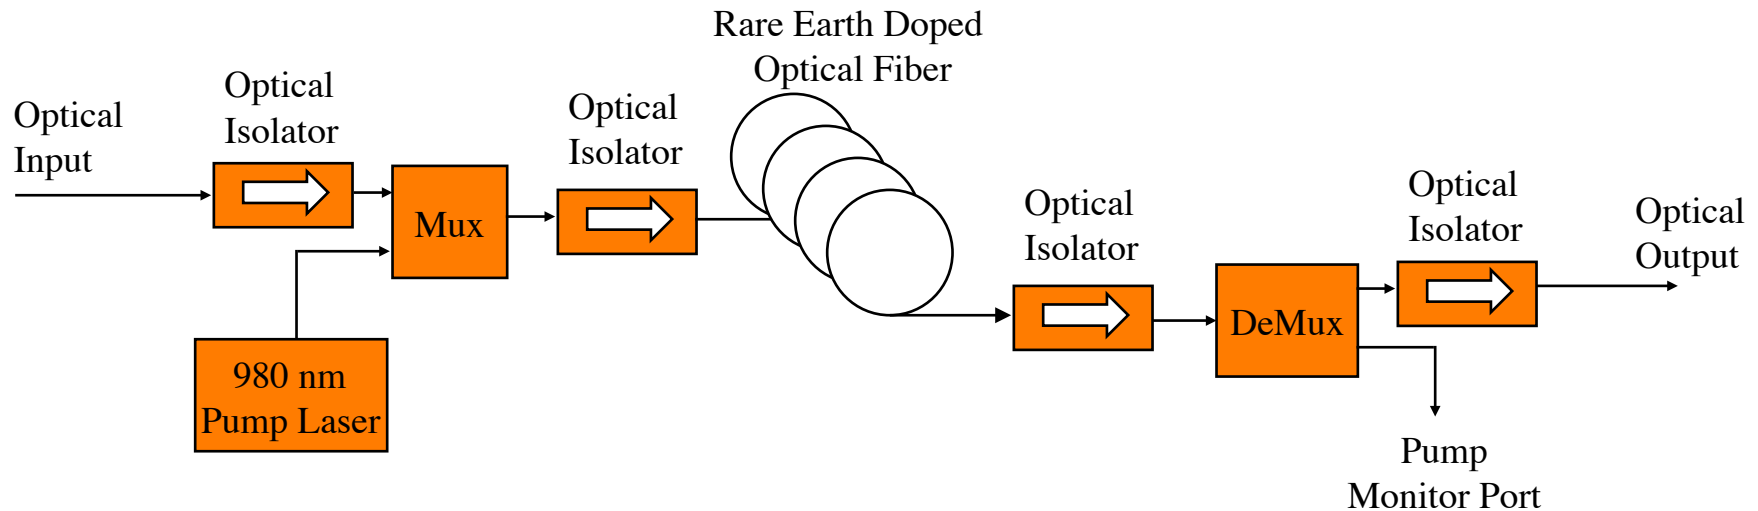 Rare Earth Doped
Optical Fiber
Optical
Input
Optical
Isolator
Mux
980 nm
Pump Laser
Optical
Isolator
Optical
Isolator
DeMux
Optical
Isolator
Optical
Output
Pump
Monitor Port